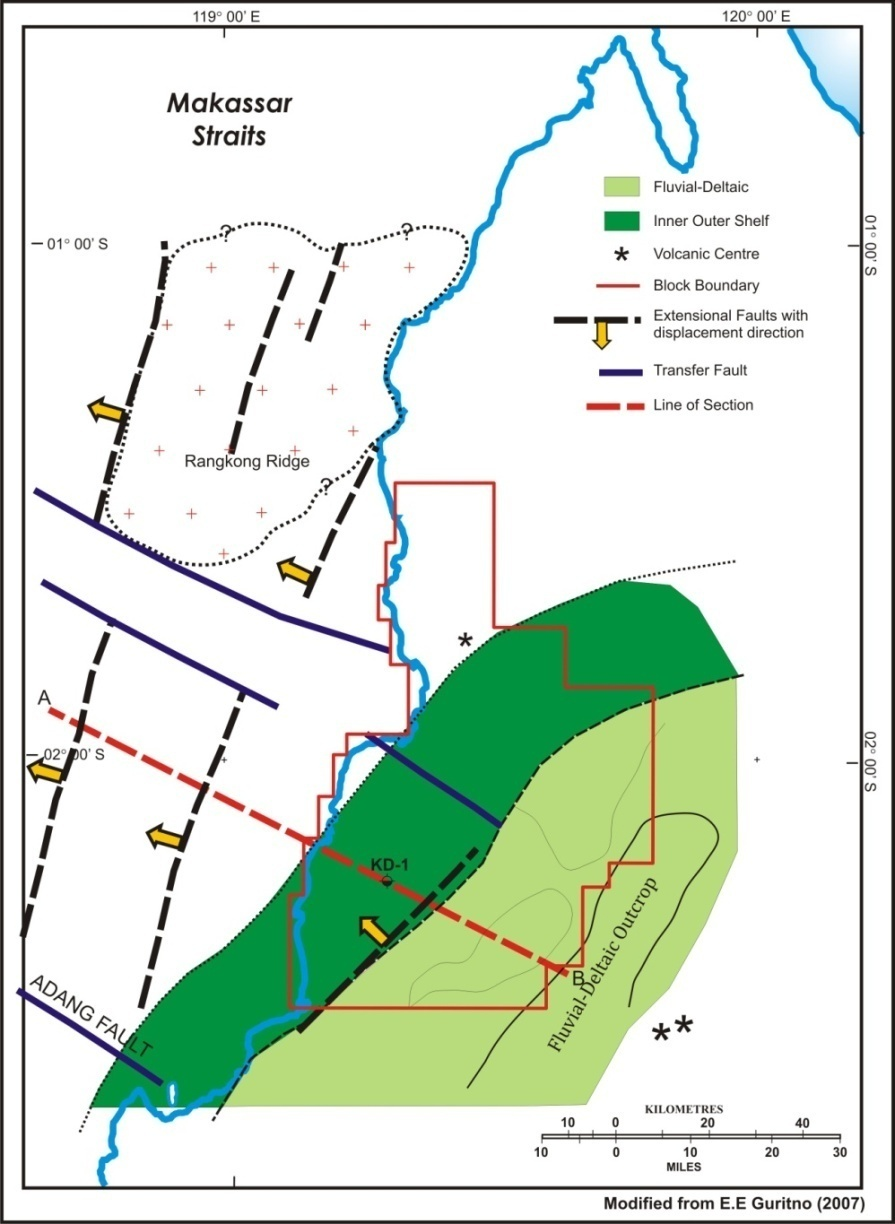 119° 00' E
120° 00' E
Makassar
Straits
Fluvial-Deltaic
Inner Outer Shelf
* Volcanic Centre
Block Boundary
Extensional Faults with
displacement direction
Transfer Fault
Line of Section
01° 00' S
01° 00' S
?
?
Rangkong Ridge
?
*
A
02° 00' S
02° 00' S
KD-1
B
Fluvial-Deltaic Outcrop
ADANG FAULT
**
KILOMETRES
10 0 20 40
10 0 10 20 30
MILES
Modified from E.E Guritno (2007)